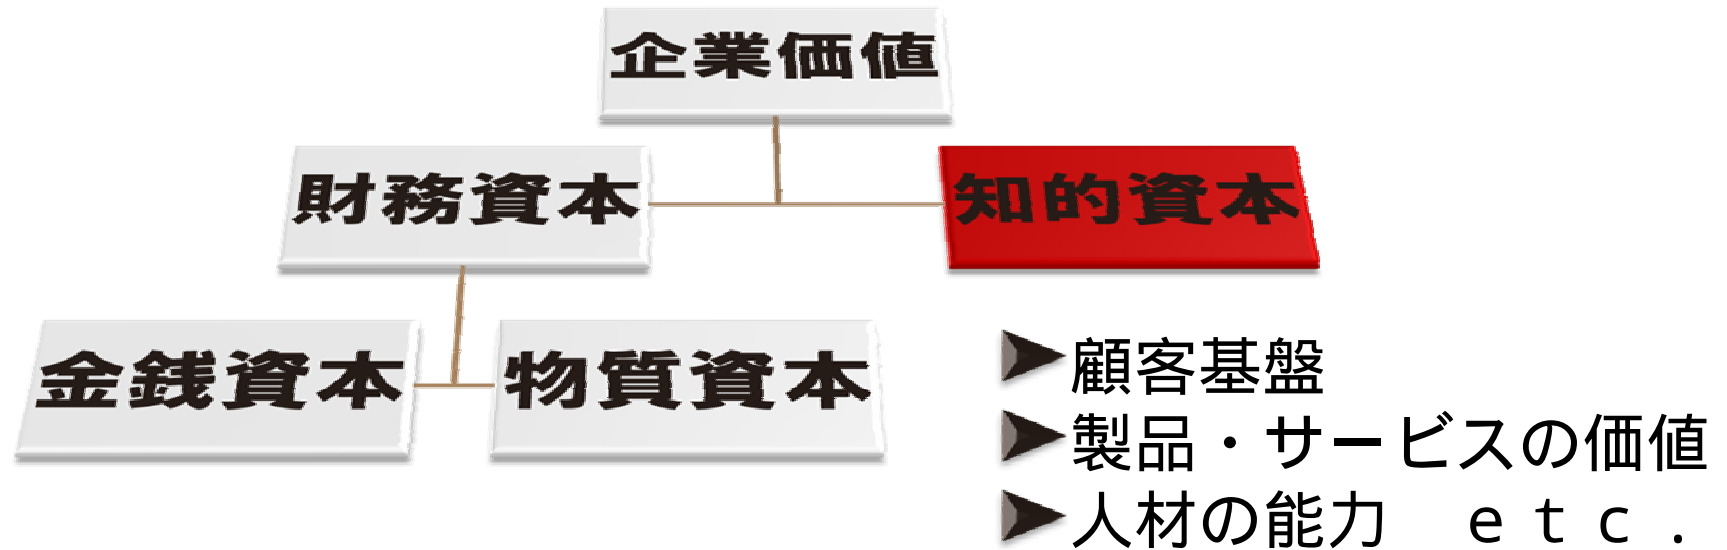 企業価値
財務資本
知的資本
金銭資本
物質資本
顧客基盤
製品・サービスの価値
人材の能力　ｅｔｃ．